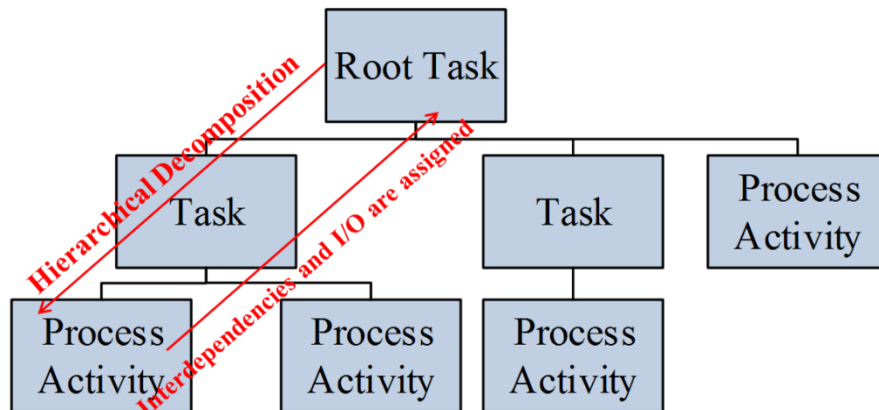 Root Task
Hierarchical Decomposition
Interdependencies and I/O are assigned
Task
Task
Process
Activity
Process
Activity
Process
Activity
Process
Activity